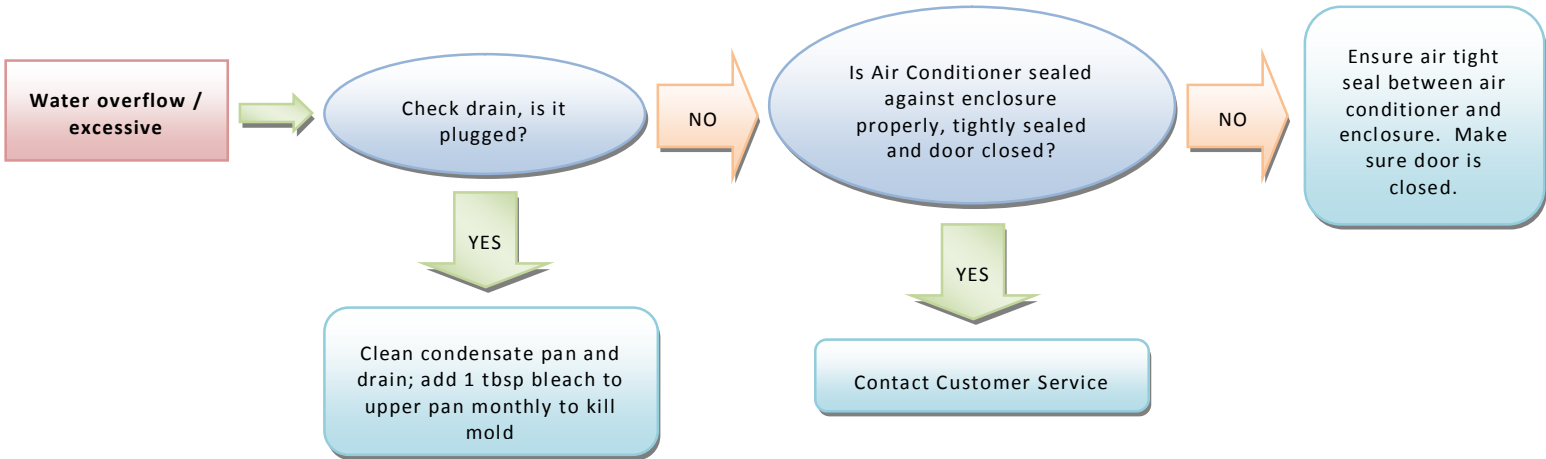 Water overflow /
excessive
Check drain, is it
plugged?
NO
Is Air Conditioner sealed
against enclosure
properly, tightly sealed
and door closed?
NO
Ensure air tight
seal between air
conditioner and
enclosure. Make
sure door is
closed.
YES
YES
Clean condensate pan and
drain; add 1 tbsp bleach to
upper pan monthly to kill
mold
Contact Customer Service